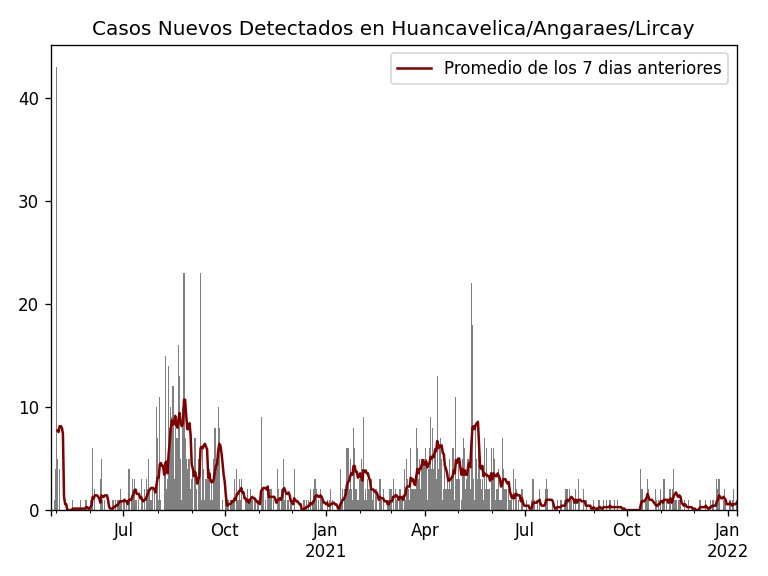 Casos Nuevos Detectados en Huancavelica/Angaraes/Lircay
Promedio de los 7 dias anteriores
40
30
20
10
0
Jul Oct Jan Apr Jul Oct Jan
2021 2022